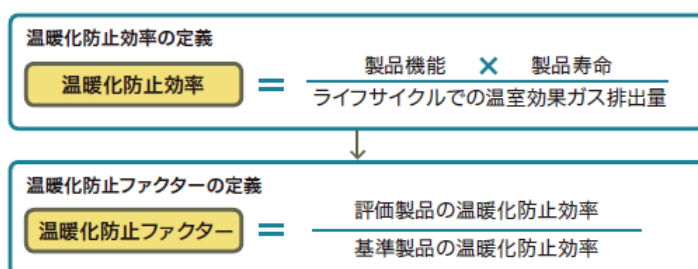 温暖化防止効率の定義
温暖化防止効率 = 製品機能 × 製品寿命
ライフサイクルでの温室効果ガス排出量
↓
温暖化防止ファクターの定義
評価製品の温暖化防止効率
温暖化防止ファクター =
基準製品の温暖化防止効率